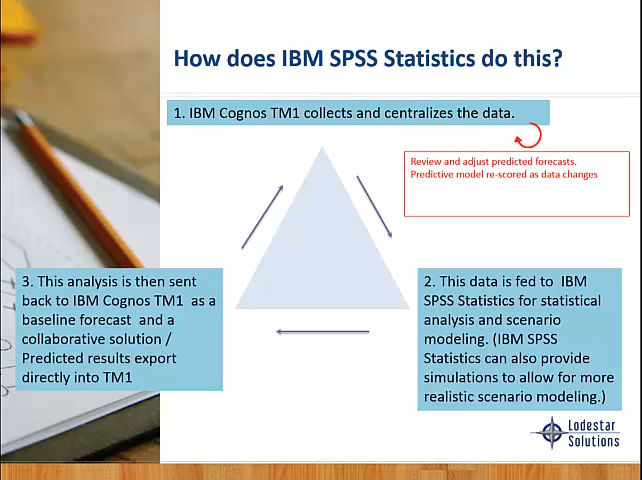 How does IBM SPSS Statistics do this?
1. IBM Cognos TM1 collects and centralizes the data.
Review and adjust predicted forecasts.
Predictive model re-scored as data changes
3. This analysis is then sent
back to IBM Cognos TM1 as a
baseline forecast and a
collaborative solution /
Predicted results export
directly into TM1
2. This data is fed to IBM
SPSS Statistics for statistical
analysis and scenario
modeling. (IBM SPSS
Statistics can also provide
simulations to allow for more
realistic scenario modeling.)
Lodestar
Solutions